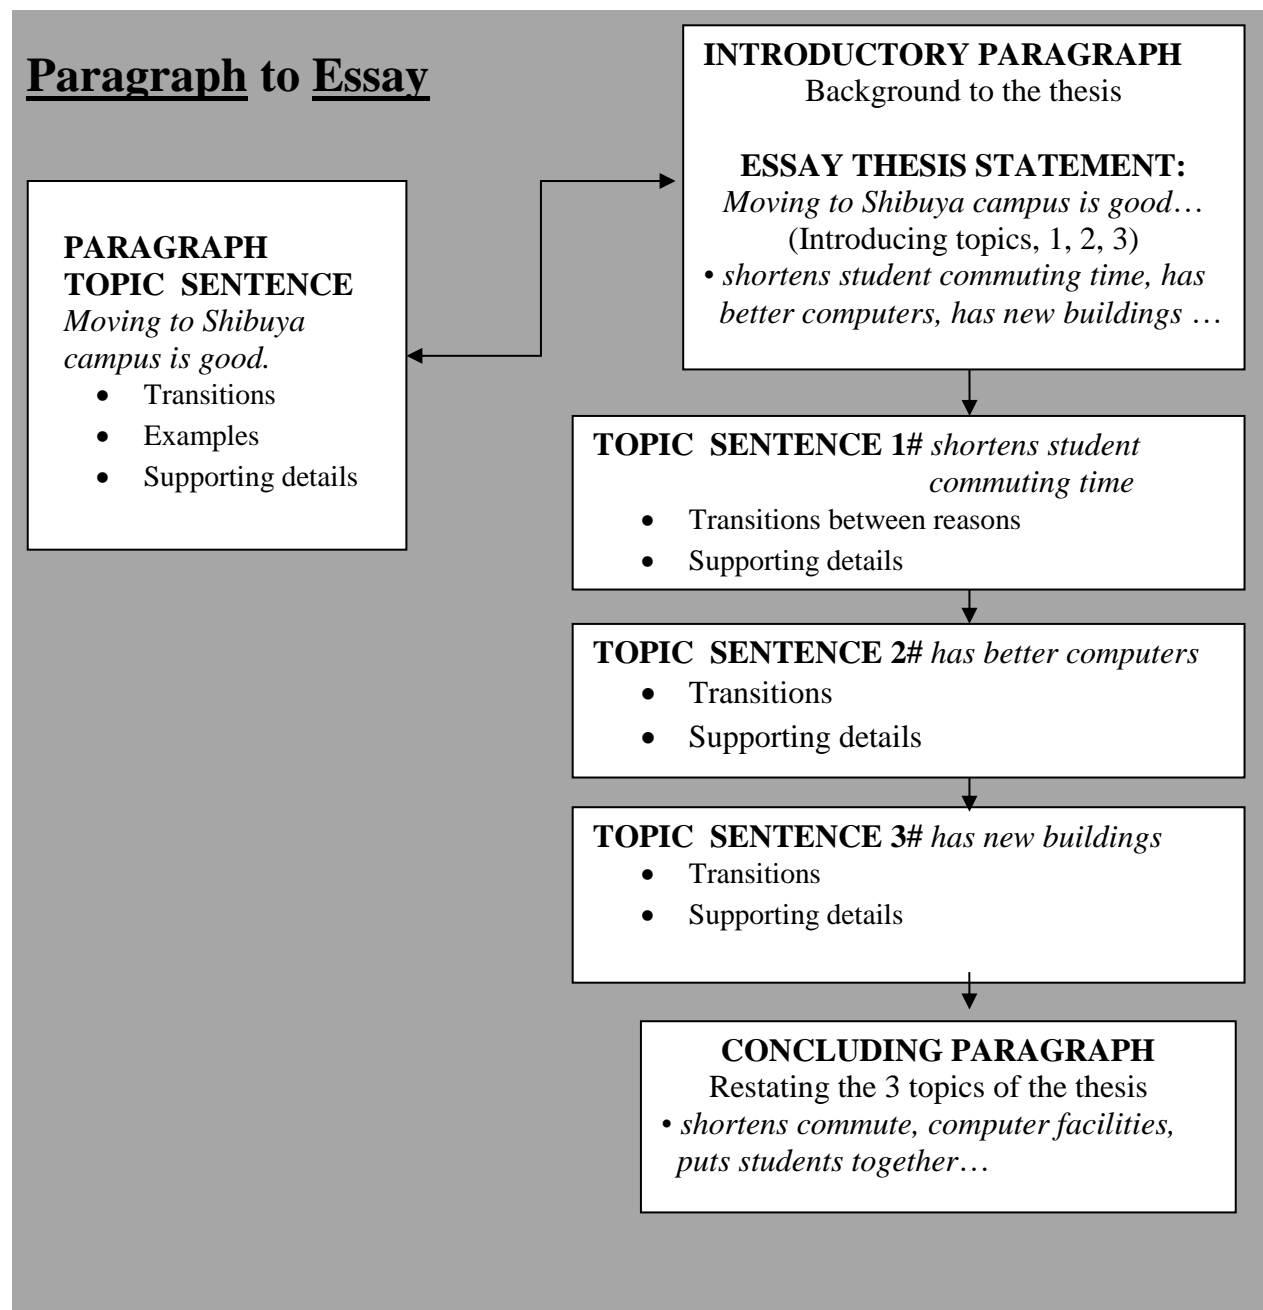 Paragraph to Essay
PARAGRAPH
TOPIC SENTENCE
Moving to Shibuya
campus is good.
• Transitions
• Examples
• Supporting details
INTRODUCTORY PARAGRAPH
Background to the thesis
ESSAY THESIS STATEMENT:
Moving to Shibuya campus is good…
(Introducing topics, 1, 2, 3)
• shortens student commuting time, has
better computers, has new buildings …
TOPIC SENTENCE 1# shortens student
commuting time
• Transitions between reasons
• Supporting details
TOPIC SENTENCE 2# has better computers
• Transitions
• Supporting details
TOPIC SENTENCE 3# has new buildings
• Transitions
• Supporting details
CONCLUDING PARAGRAPH
Restating the 3 topics of the thesis
• shortens commute, computer facilities,
puts students together…